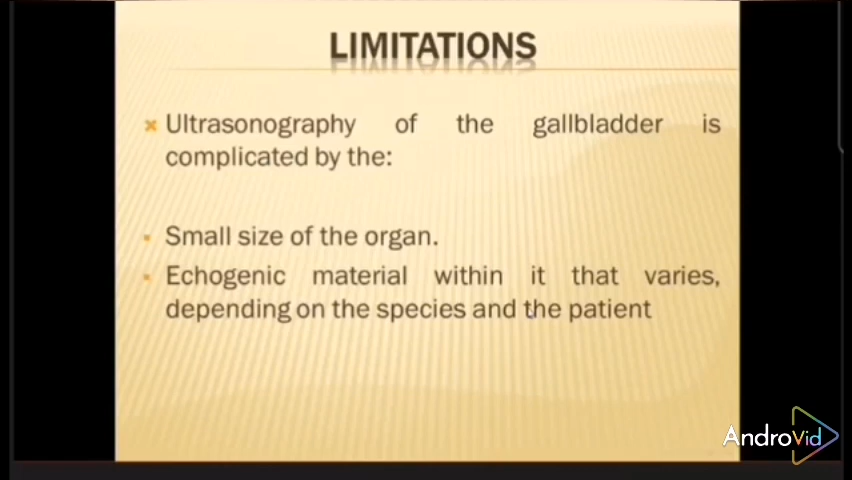 LIMITATIONS
Ultrasonography of the gallbladder is
complicated by the:
Small size of the organ.
Echogenic material within it that varies,
depending on the species and the patient
AndroVid